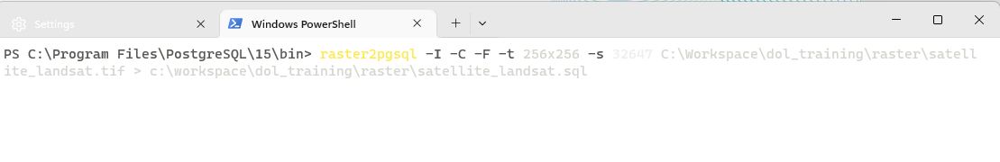 Settings
Windows PowerShell
PS C:\Program Files\PostgreSQL\15\bin> raster2pgsql -I -C -F -t 256x256 -s 32647 C:\Workspace\dol_training\raster\satell
ite_landsat.tif > c:\workspace\dol_training\raster\satellite_landsat.sql